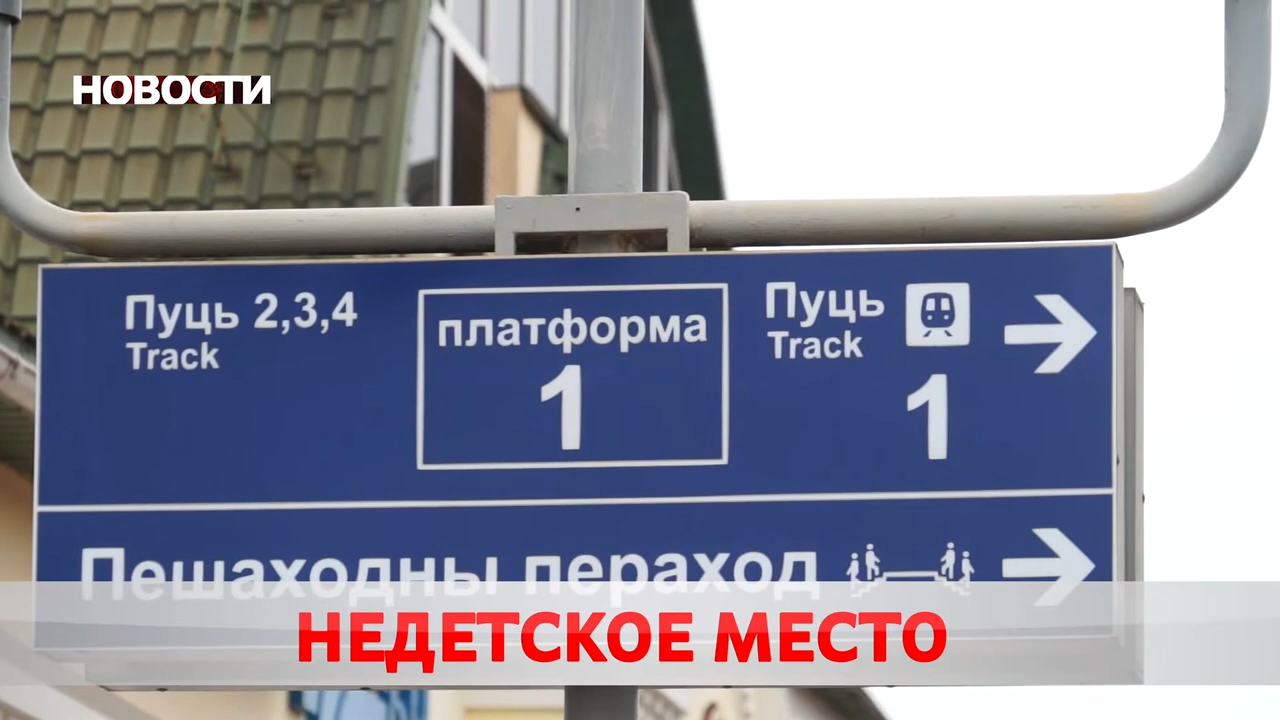 НОВОСТИ
Пуць 2,3,4
Track
платформа
1
Пуць
Track
1
Пешаходны пераход
НЕДЕТСКОЕ МЕСТО